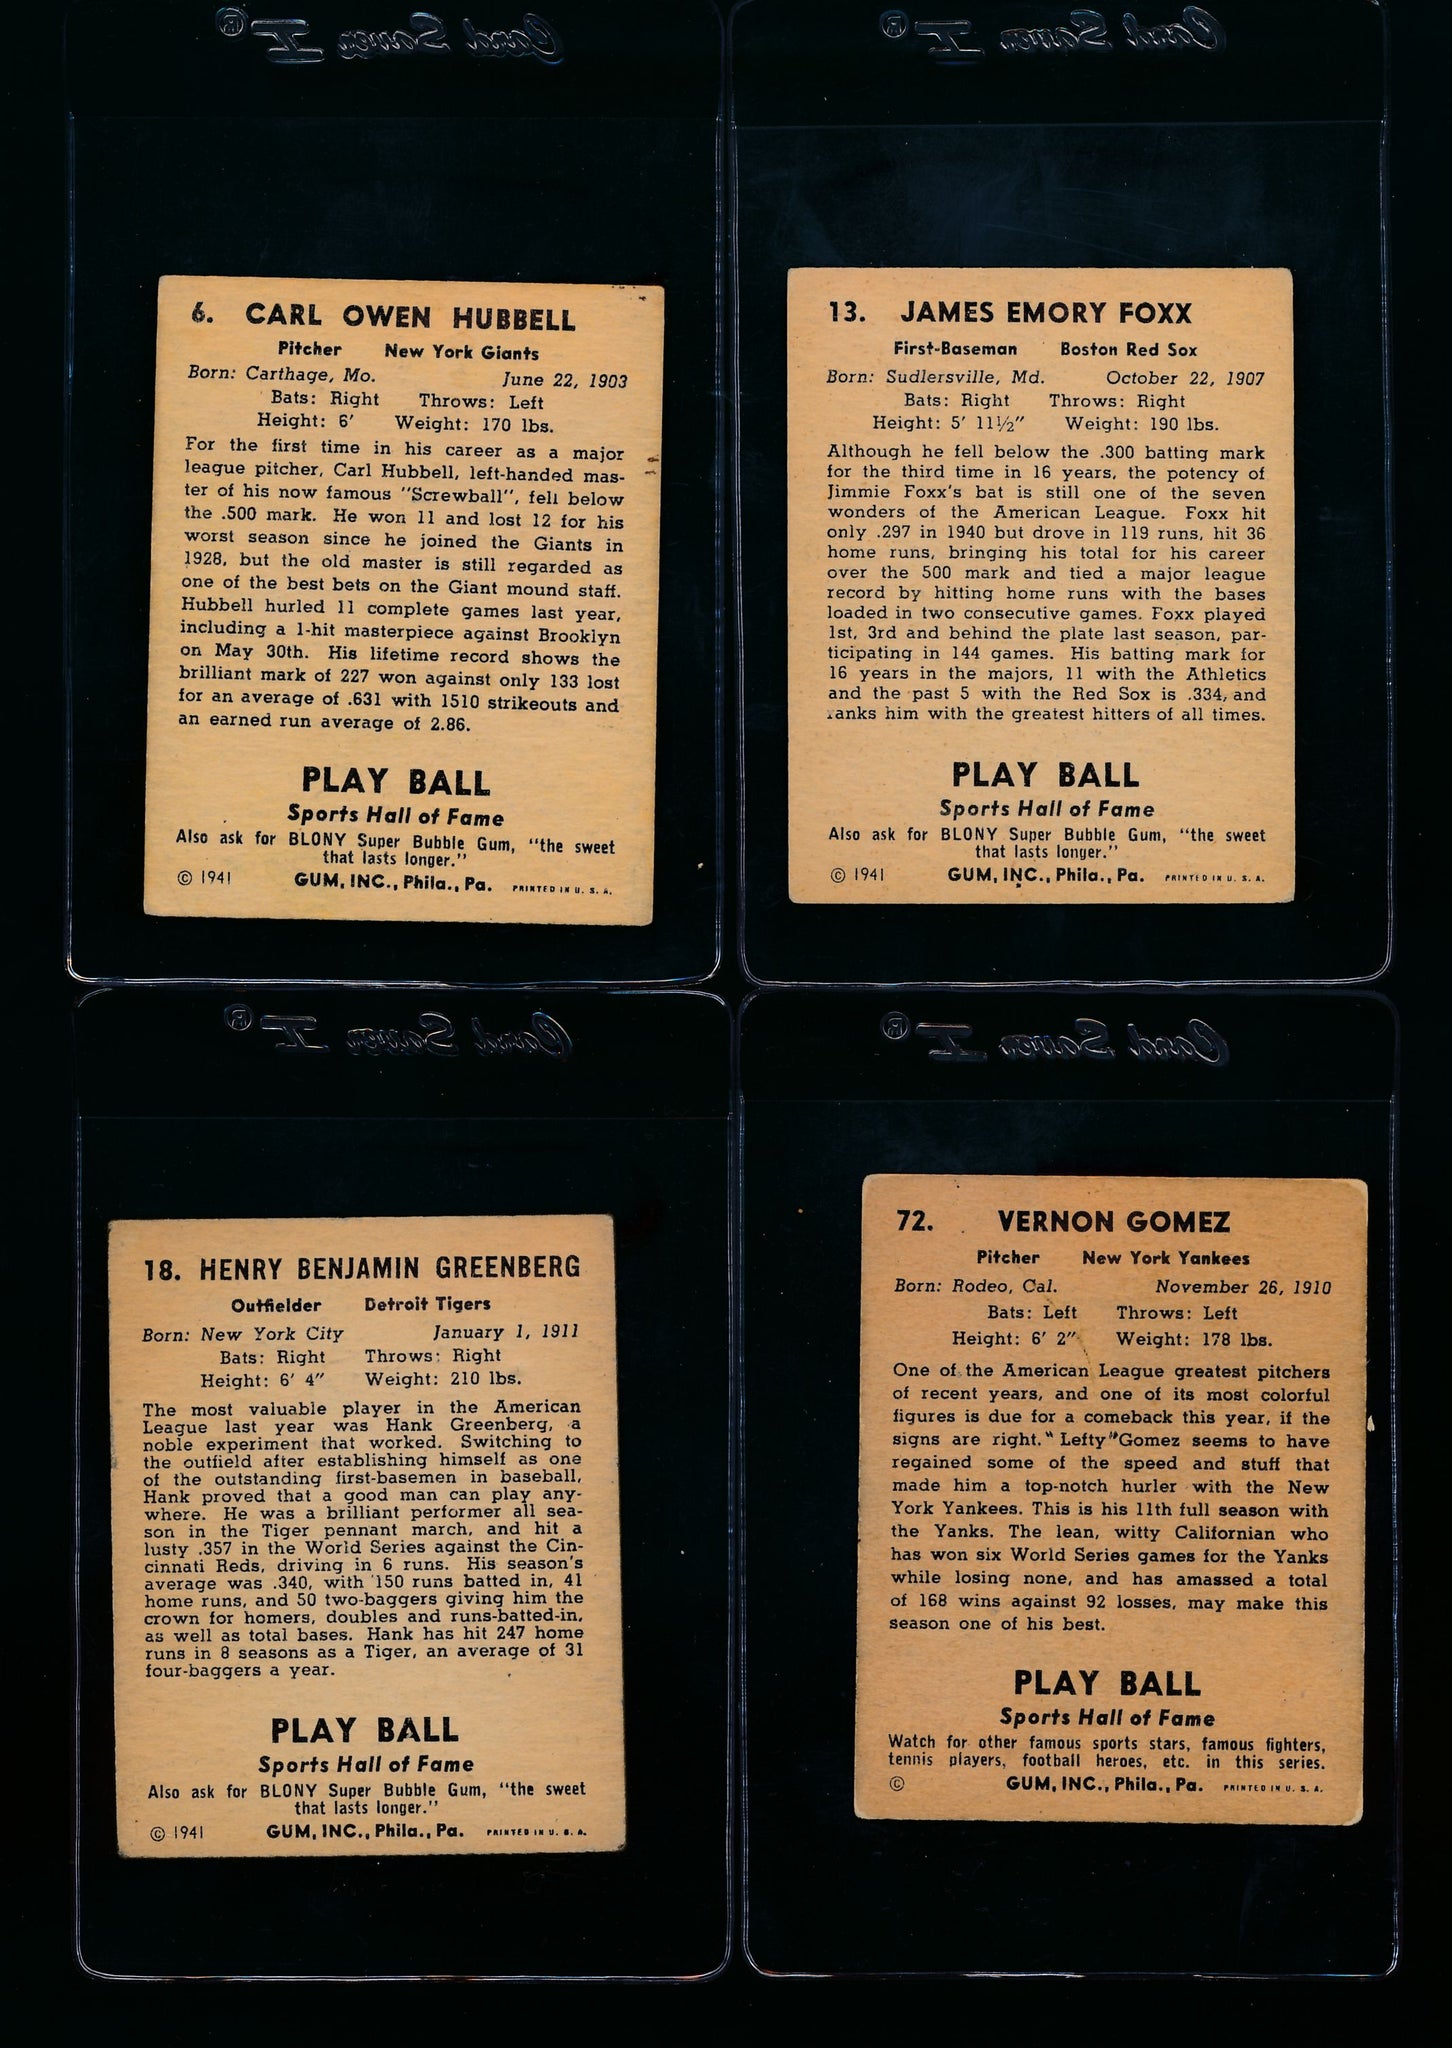 Card Saver II®
Card Saver II®
6. CARL OWEN HUBBELL
Pitcher New York Giants
Born: Carthage, Mo. June 22, 1903
Bats: Right Throws: Left
Height: 6' Weight: 170 lbs.
For the first time in his career as a major
league pitcher, Carl Hubbell, left-handed mas-
ter of his now famous "Screwball", fell below
the .500 mark. He won 11 and lost 12 for his
worst season since he joined the Giants in
1928, but the old master is still regarded as
one of the best bets on the Giant mound staff.
Hubbell hurled 11 complete games last year,
including a 1-hit masterpiece against Brooklyn
on May 30th. His lifetime record shows the
brilliant mark of 227 won against only 133 lost
for an average of .631 with 1510 strikeouts and
an earned run average of 2.86.
PLAY BALL
Sports Hall of Fame
Also ask for BLONY Super Bubble Gum, "the sweet
that lasts longer."
© 1941 GUM, INC., Phila., Pa. PRINTED IN U. S. A.
13. JAMES EMORY FOXX
First-Baseman Boston Red Sox
Born: Sudlersville, Md. October 22, 1907
Bats: Right Throws: Right
Height: 5' 11½" Weight: 190 lbs.
Although he fell below the .300 batting mark
for the third time in 16 years, the potency of
Jimmie Foxx's bat is still one of the seven
wonders of the American League. Foxx hit
only .297 in 1940 but drove in 119 runs, hit 36
home runs, bringing his total for his career
over the 500 mark and tied a major league
record by hitting home runs with the bases
loaded in two consecutive games. Foxx played
1st, 3rd and behind the plate last season, par-
ticipating in 144 games. His batting mark for
16 years in the majors, 11 with the Athletics
and the past 5 with the Red Sox is .334, and
ranks him with the greatest hitters of all times.
PLAY BALL
Sports Hall of Fame
Also ask for BLONY Super Bubble Gum, "the sweet
that lasts longer."
© 1941 GUM, INC., Phila., Pa. PRINTED IN U. S. A.
Card Saver II®
Card Saver II®
18. HENRY BENJAMIN GREENBERG
Outfielder Detroit Tigers
Born: New York City January 1, 1911
Bats: Right Throws: Right
Height: 6' 4" Weight: 210 lbs.
The most valuable player in the American
League last year was Hank Greenberg, a
noble experiment that worked. Switching to
the outfield after establishing himself as one
of the outstanding first-basemen in baseball,
Hank proved that a good man can play any-
where. He was a brilliant performer all sea-
son in the Tiger pennant march, and hit a
lusty .357 in the World Series against the Cin-
cinnati Reds, driving in 6 runs. His season's
average was .340, with 150 runs batted in, 41
home runs, and 50 two-baggers giving him the
crown for homers, doubles and runs-batted-in,
as well as total bases. Hank has hit 247 home
runs in 8 seasons as a Tiger, an average of 31
four-baggers a year.
PLAY BALL
Sports Hall of Fame
Also ask for BLONY Super Bubble Gum, "the sweet
that lasts longer."
© 1941 GUM, INC., Phila., Pa. PRINTED IN U. S. A.
72. VERNON GOMEZ
Pitcher New York Yankees
Born: Rodeo, Cal. November 26, 1910
Bats: Left Throws: Left
Height: 6' 2" Weight: 178 lbs.
One of the American League greatest pitchers
of recent years, and one of its most colorful
figures is due for a comeback this year, if the
signs are right. "Lefty" Gomez seems to have
regained some of the speed and stuff that
made him a top-notch hurler with the New
York Yankees. This is his 11th full season with
the Yanks. The lean, witty Californian who
has won six World Series games for the Yanks
while losing none, and has amassed a total
of 168 wins against 92 losses, may make this
season one of his best.
PLAY BALL
Sports Hall of Fame
Watch for other famous sports stars, famous fighters,
tennis players, football heroes, etc. in this series.
© GUM, INC., Phila., Pa. PRINTED IN U. S. A.